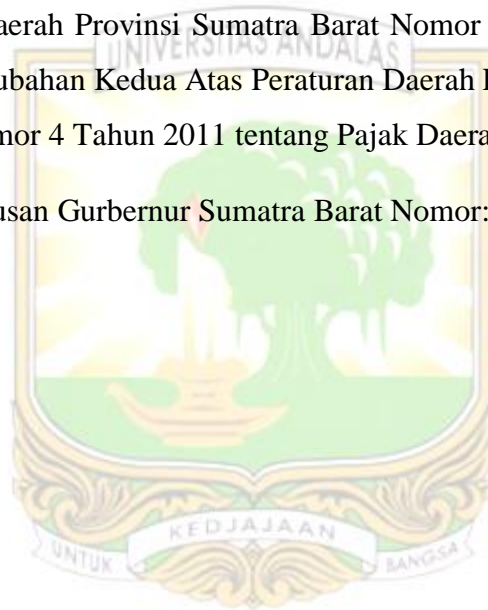 aerah Provinsi Sumatra Barat Nomor
UNIVERSITAS ANDALAS
ubahan Kedua Atas Peraturan Daerah
mor 4 Tahun 2011 tentang Pajak Daera
usan Gurbernur Sumatra Barat Nomor:
KEDJAJAAN
UNTUK BANGSA